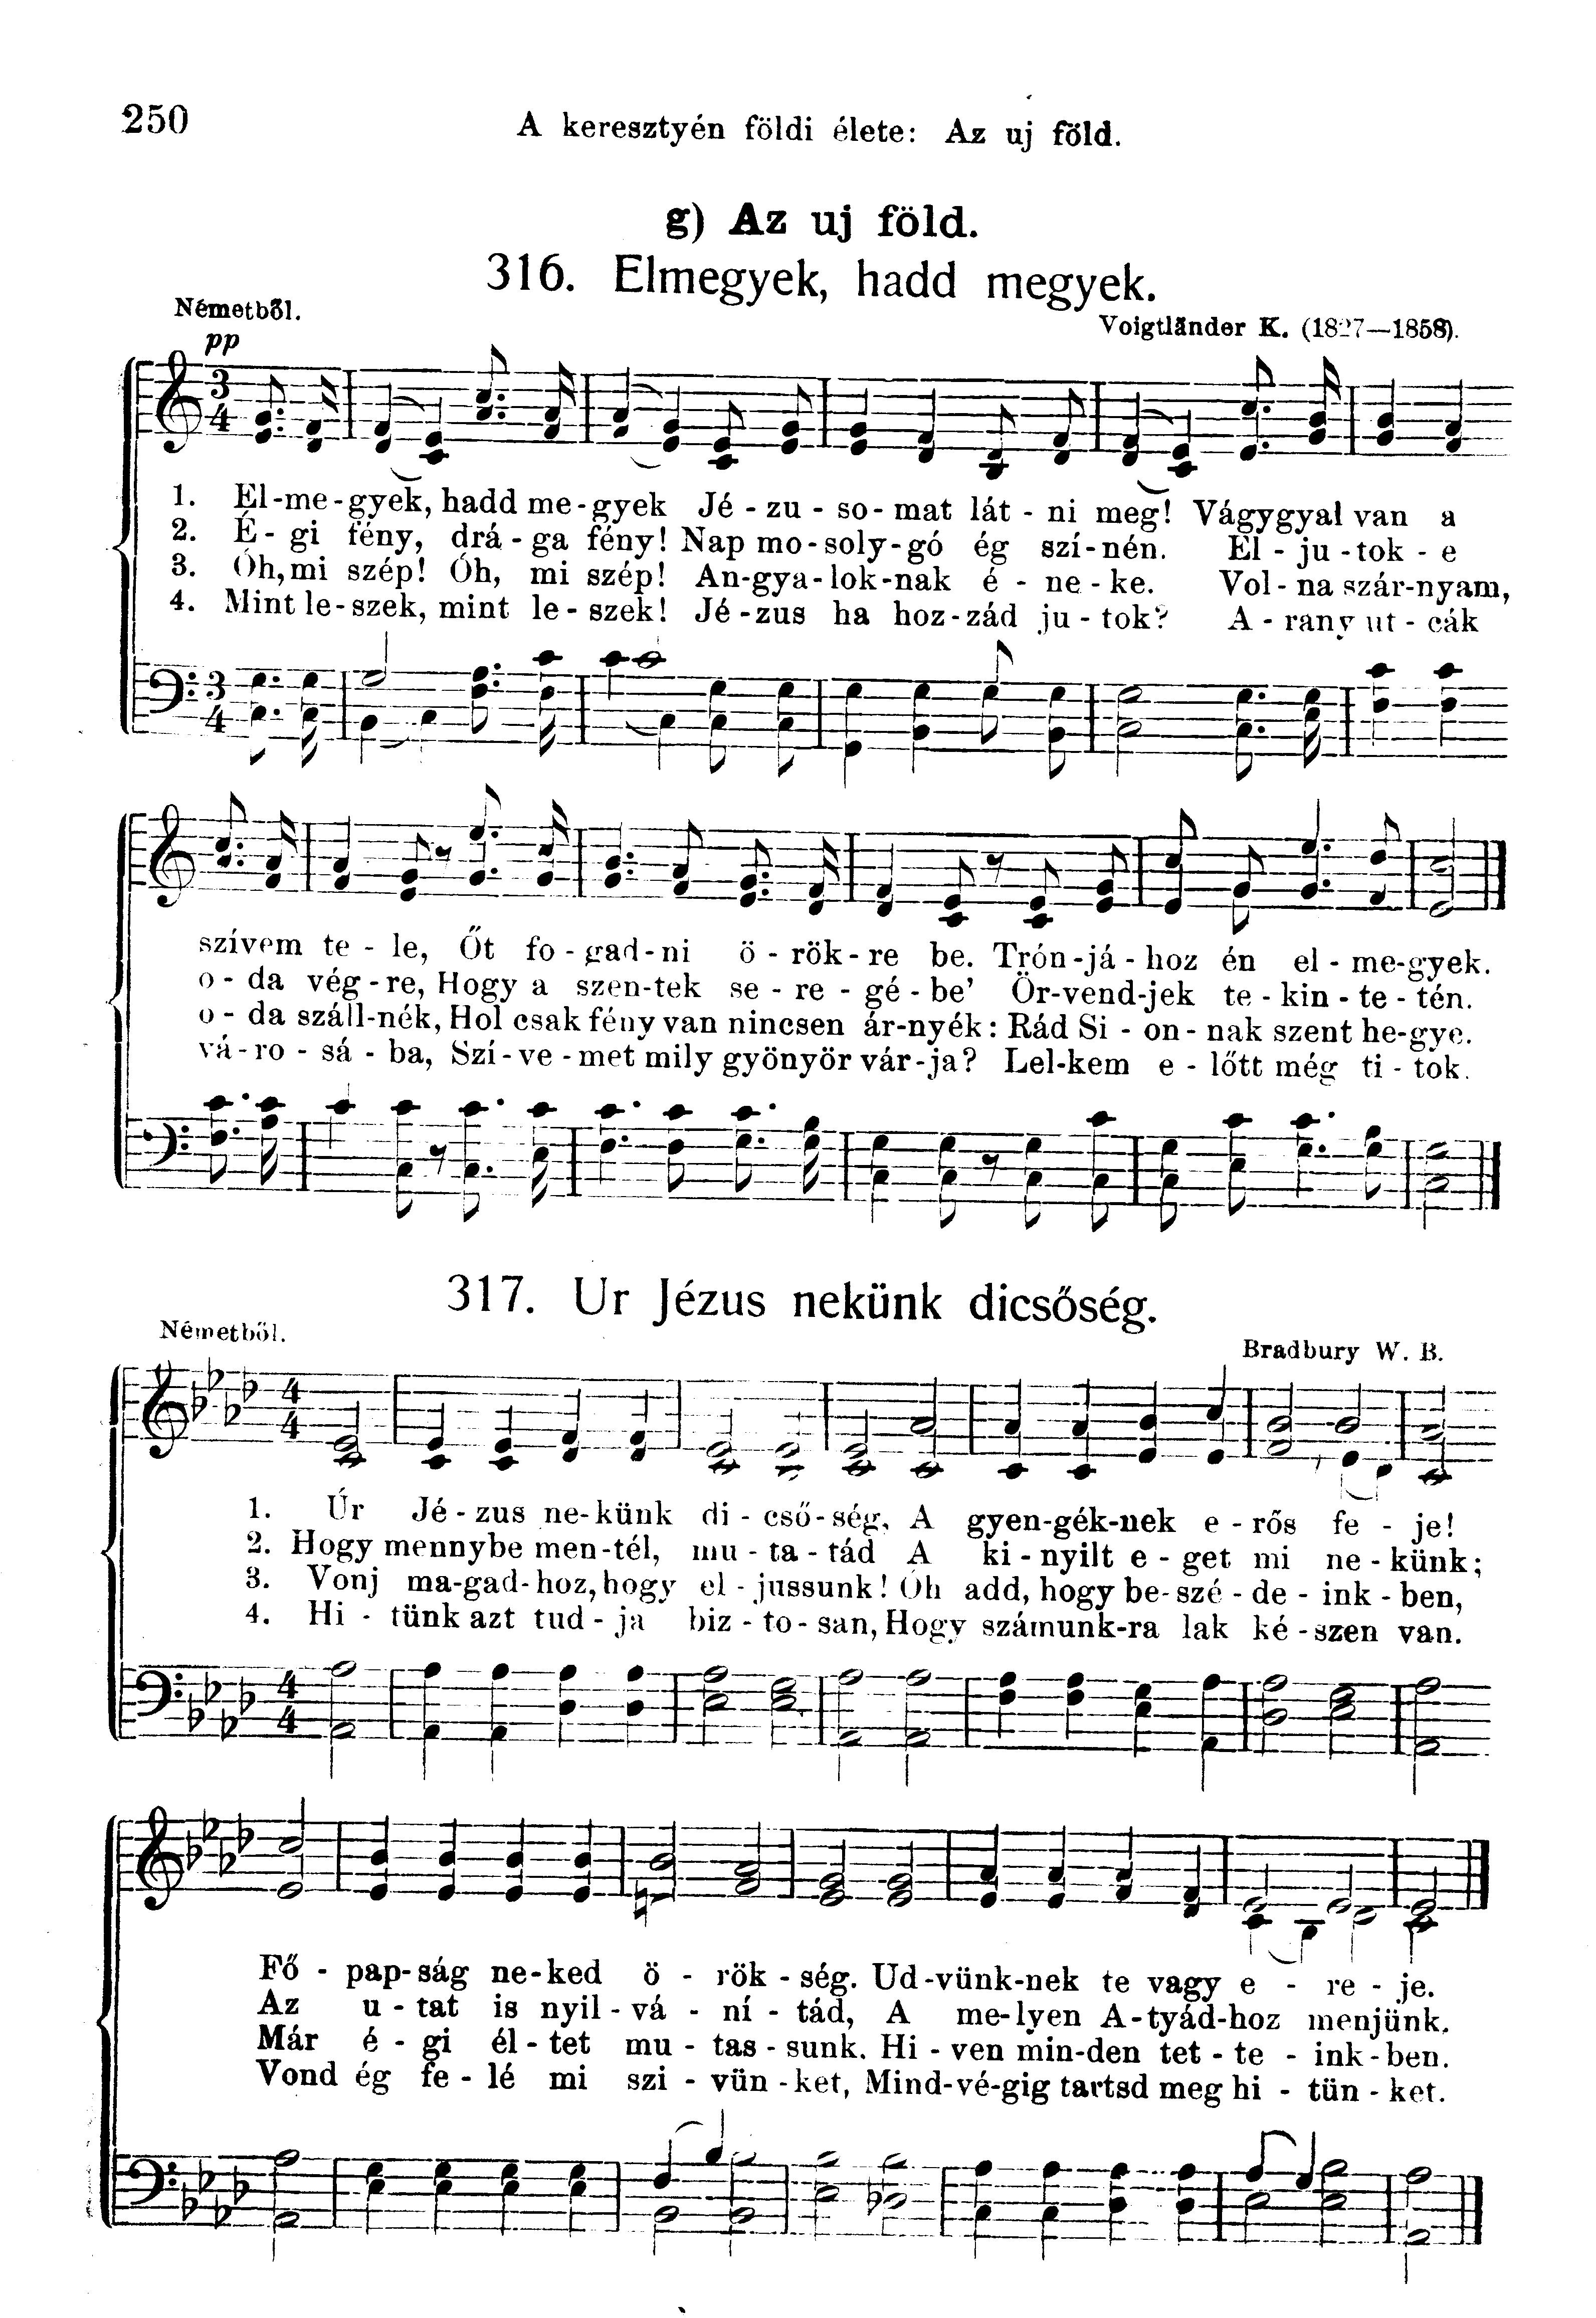 250
A keresztyén földi élete: Az uj föld.
g) Az uj föld.
316. Elmegyek, hadd megyek.
Németből.
Voigtländer K. (1827—1858).
pp
3
4
1. El-me-gyek, hadd me-gyek Jé - zu - so - mat lát - ni meg! Vágygyal van a
2. É - gi fény, drá - ga fény! Nap mo-soly-gó ég szí-nén. El - ju - tok - e
3. Óh, mi szép! Óh, mi szép! An-gya-lok-nak é - ne - ke. Vol - na szár-nyam,
4. Mint le-szek, mint le - szek! Jé-zus ha hoz-zád ju - tok? A - rany ut - cák
3
4
szívem te - le, Őt fo - gad - ni ö - rök - re be. Trón-já - hoz én el - me-gyek.
o - da vég - re, Hogy a szen-tek se - re - gé - be' Ör-vend-jek te - kin - te - tén.
o - da száll-nék, Hol csak fény van nincsen ár-nyék: Rád Si - on - nak szent he-gye.
vá - ro - sá - ba, Szí - ve - met mily gyönyör vár-ja? Lel-kem e - lőtt még ti - tok.
317. Ur Jézus nekünk dicsőség.
Németből.
Bradbury W. B.
4
4
1. Úr Jé - zus ne-künk di - cső - ség, A gyen-gék-nek e - rős fe - je!
2. Hogy mennybe men-tél, mu - ta - tád A ki - nyilt e - get mi ne - künk;
3. Vonj ma-gad-hoz, hogy el - jussunk! Óh add, hogy be-szé - de - ink - ben,
4. Hi - tünk azt tud - ja biz - to - san, Hogy számunk-ra lak ké - szen van.
4
4
Fő - pap-ság ne-ked ö - rök - ség. Ud-vünk-nek te vagy e - re - je.
Az u - tat is nyil - vá - ní - tád, A me-lyen A-tyád-hoz menjünk.
Már é - gi él - tet mu - tas - sunk. Hi - ven min-den tet - te - ink - ben.
Vond ég fe - lé mi szi - vün - ket, Mind-vé-gig tartsd meg hi - tün - ket.